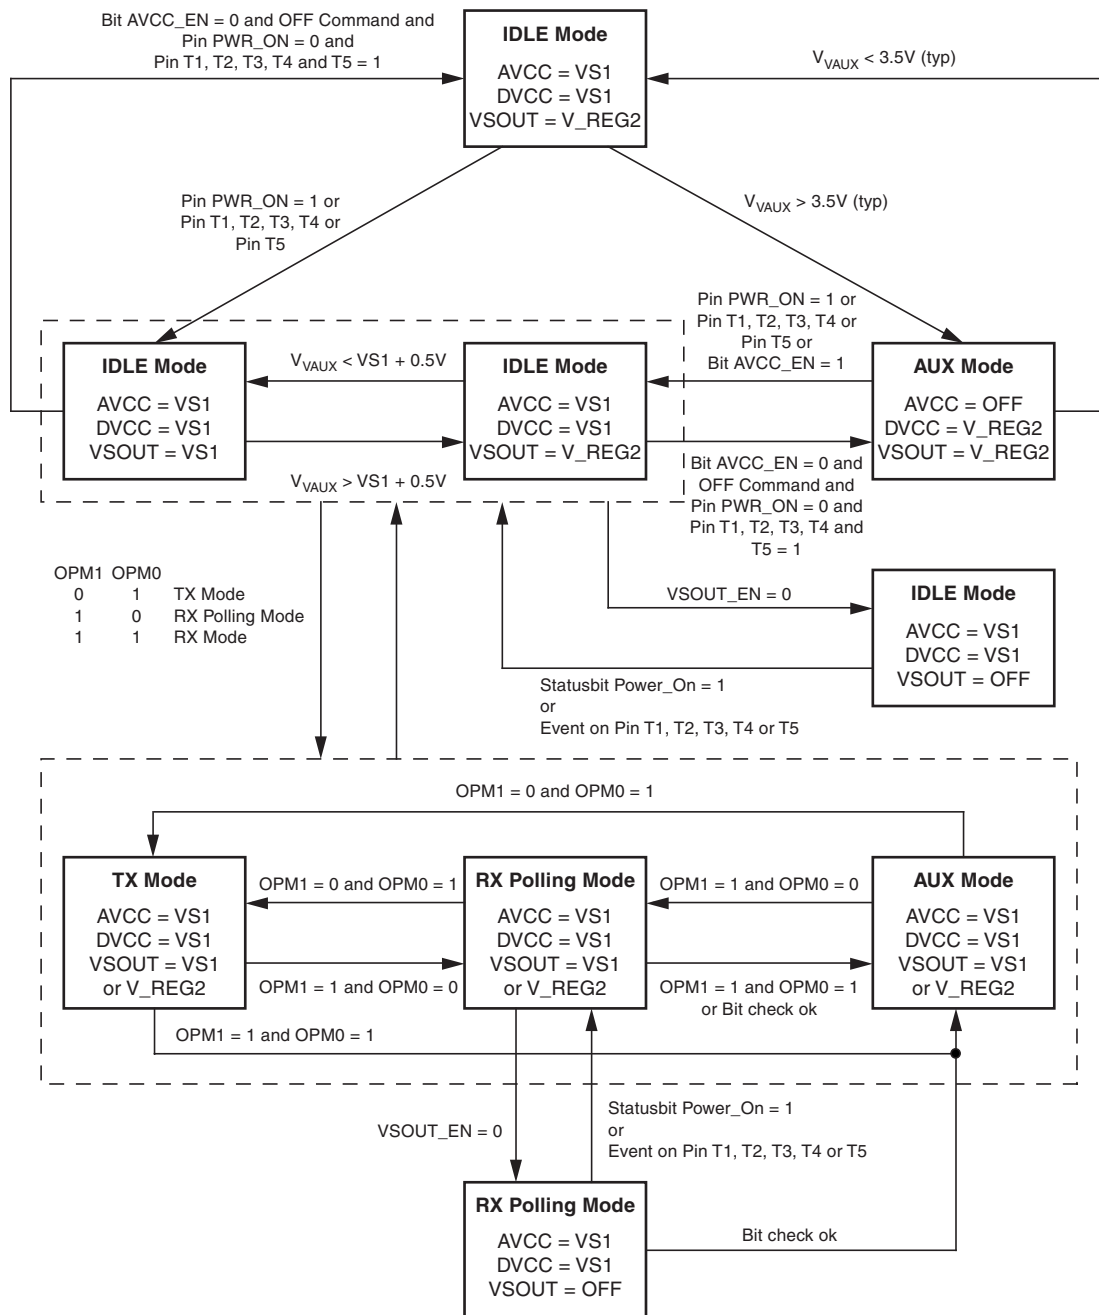 Bit AVCC_EN = 0 and OFF Command and
Pin PWR_ON = 0 and
Pin T1, T2, T3, T4 and T5 = 1
IDLE Mode
AVCC = VS1
DVCC = VS1
VSOUT = V_REG2
VVAUX < 3.5V (typ)
Pin PWR_ON = 1 or
Pin T1, T2, T3, T4 or
Pin T5
VVAUX > 3.5V (typ)
IDLE Mode
AVCC = VS1
DVCC = VS1
VSOUT = VS1
VVAUX < VS1 + 0.5V
VVAUX > VS1 + 0.5V
IDLE Mode
AVCC = VS1
DVCC = VS1
VSOUT = V_REG2
Pin PWR_ON = 1 or
Pin T1, T2, T3, T4 or
Pin T5 or
Bit AVCC_EN = 1
Bit AVCC_EN = 0 and
OFF Command and
Pin PWR_ON = 0 and
Pin T1, T2, T3, T4 and
T5 = 1
AUX Mode
AVCC = OFF
DVCC = V_REG2
VSOUT = V_REG2
OPM1 OPM0
0 1 TX Mode
1 0 RX Polling Mode
1 1 RX Mode
VSOUT_EN = 0
IDLE Mode
AVCC = VS1
DVCC = VS1
VSOUT = OFF
Statusbit Power_On = 1
or
Event on Pin T1, T2, T3, T4 or T5
OPM1 = 0 and OPM0 = 1
TX Mode
AVCC = VS1
DVCC = VS1
VSOUT = VS1
or V_REG2
OPM1 = 0 and OPM0 = 1
OPM1 = 1 and OPM0 = 0
RX Polling Mode
AVCC = VS1
DVCC = VS1
VSOUT = VS1
or V_REG2
OPM1 = 1 and OPM0 = 0
OPM1 = 1 and OPM0 = 1
or Bit check ok
AUX Mode
AVCC = VS1
DVCC = VS1
VSOUT = VS1
or V_REG2
OPM1 = 1 and OPM0 = 1
VSOUT_EN = 0
Statusbit Power_On = 1
or
Event on Pin T1, T2, T3, T4 or T5
RX Polling Mode
AVCC = VS1
DVCC = VS1
VSOUT = OFF
Bit check ok